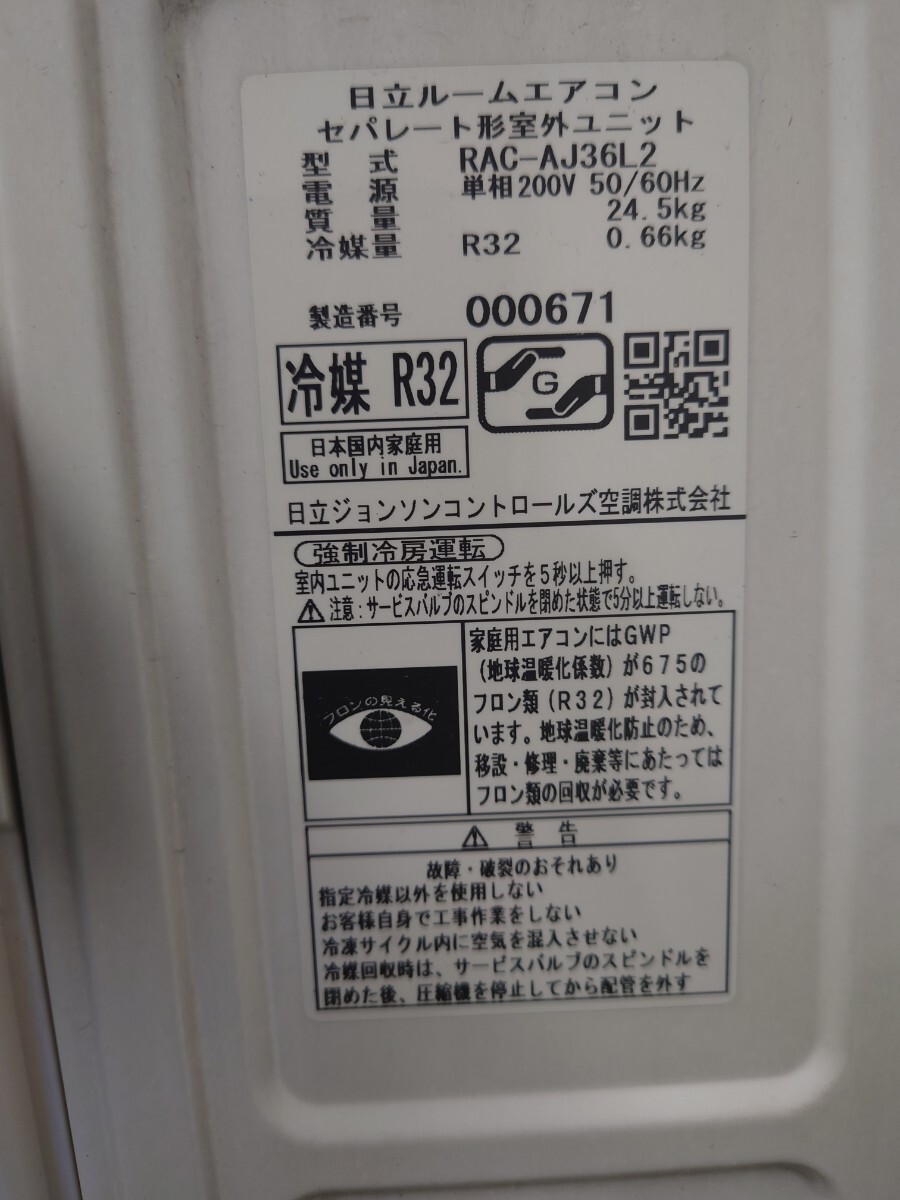 日立ルームエアコン
セパレート形室外ユニット
型式 RAC-AJ36L2
電源 単相200V 50/60Hz
質量 24.5kg
冷媒量 R32 0.66kg
製造番号 000671
冷媒 R32
G
日本国内家庭用
Use only in Japan.
日立ジョンソンコントロールズ空調株式会社
強制冷房運転
室内ユニットの応急運転スイッチを5秒以上押す。
注意:サービスバルブのスピンドルを閉めた状態で5分以上運転しない。
フロンの見える化
家庭用エアコンにはGWP
(地球温暖化係数)が675の
フロン類(R32)が封入されて
います。地球温暖化防止のため、
移設・修理・廃棄等にあたっては
フロン類の回収が必要です。
警告
故障・破裂のおそれあり
指定冷媒以外を使用しない
お客様自身で工事作業をしない
冷凍サイクル内に空気を混入させない
冷媒回収時は、サービスバルブのスピンドルを
閉めた後、圧縮機を停止してから配管を外す